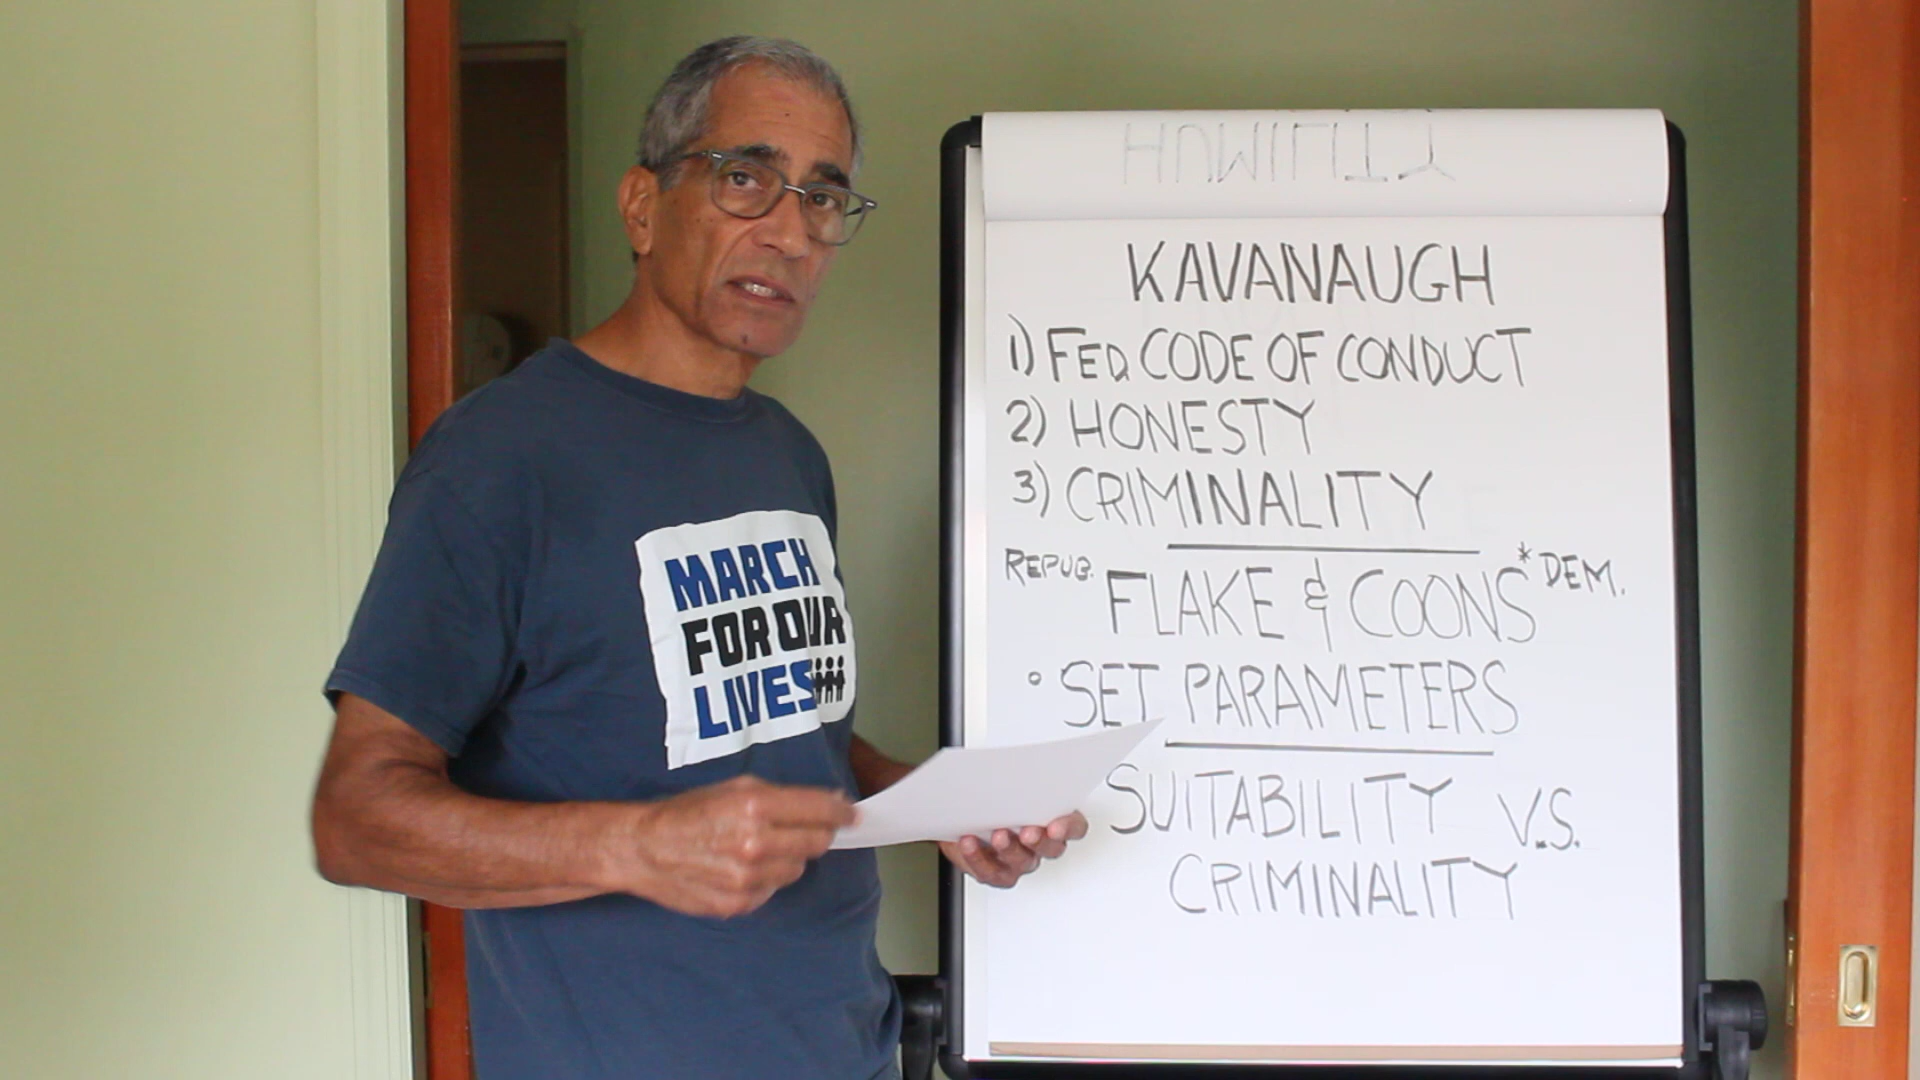 KAVANAUGH
1) FED. CODE OF CONDUCT
2) HONESTY
3) CRIMINALITY
REPUB. FLAKE & COONS *DEM.
• SET PARAMETERS
SUITABILITY V.S.
CRIMINALITY
MARCH
FOR OUR
LIVES